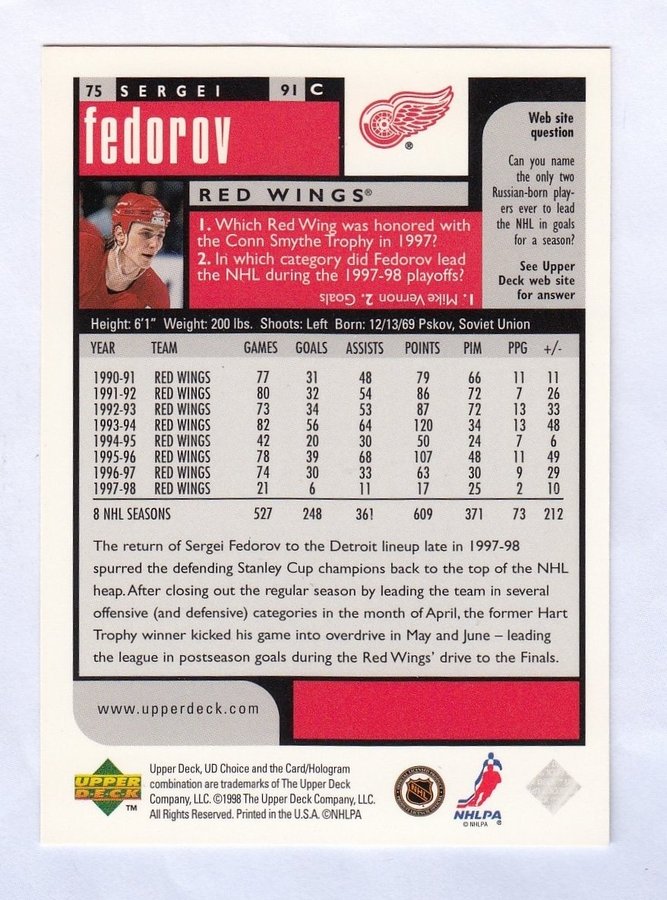 75 SERGEI 91 C
fedorov
RED WINGS®
1. Which Red Wing was honored with
the Conn Smythe Trophy in 1997?
2. In which category did Fedorov lead
the NHL during the 1997-98 playoffs?
1. Mike Vernon 2. Goals
Web site
question
Can you name
the only two
Russian-born play-
ers ever to lead
the NHL in goals
for a season?
See Upper
Deck web site
for answer
Height: 6'1" Weight: 200 lbs. Shoots: Left Born: 12/13/69 Pskov, Soviet Union
YEAR TEAM GAMES GOALS ASSISTS POINTS PIM PPG +/-
1990-91 RED WINGS 77 31 48 79 66 11 11
1991-92 RED WINGS 80 32 54 86 72 7 26
1992-93 RED WINGS 73 34 53 87 72 13 33
1993-94 RED WINGS 82 56 64 120 34 13 48
1994-95 RED WINGS 42 20 30 50 24 7 6
1995-96 RED WINGS 78 39 68 107 48 11 49
1996-97 RED WINGS 74 30 33 63 30 9 29
1997-98 RED WINGS 21 6 11 17 25 2 10
8 NHL SEASONS 527 248 361 609 371 73 212
The return of Sergei Fedorov to the Detroit lineup late in 1997-98
spurred the defending Stanley Cup champions back to the top of the NHL
heap. After closing out the regular season by leading the team in several
offensive (and defensive) categories in the month of April, the former Hart
Trophy winner kicked his game into overdrive in May and June – leading
the league in postseason goals during the Red Wings' drive to the Finals.
www.upperdeck.com
UPPER
DECK
™
Upper Deck, UD Choice and the Card/Hologram
combination are trademarks of The Upper Deck
Company, LLC. ©1998 The Upper Deck Company, LLC.
All Rights Reserved. Printed in the U.S.A. ©NHLPA
NHL
NHLPA
© NHLPA